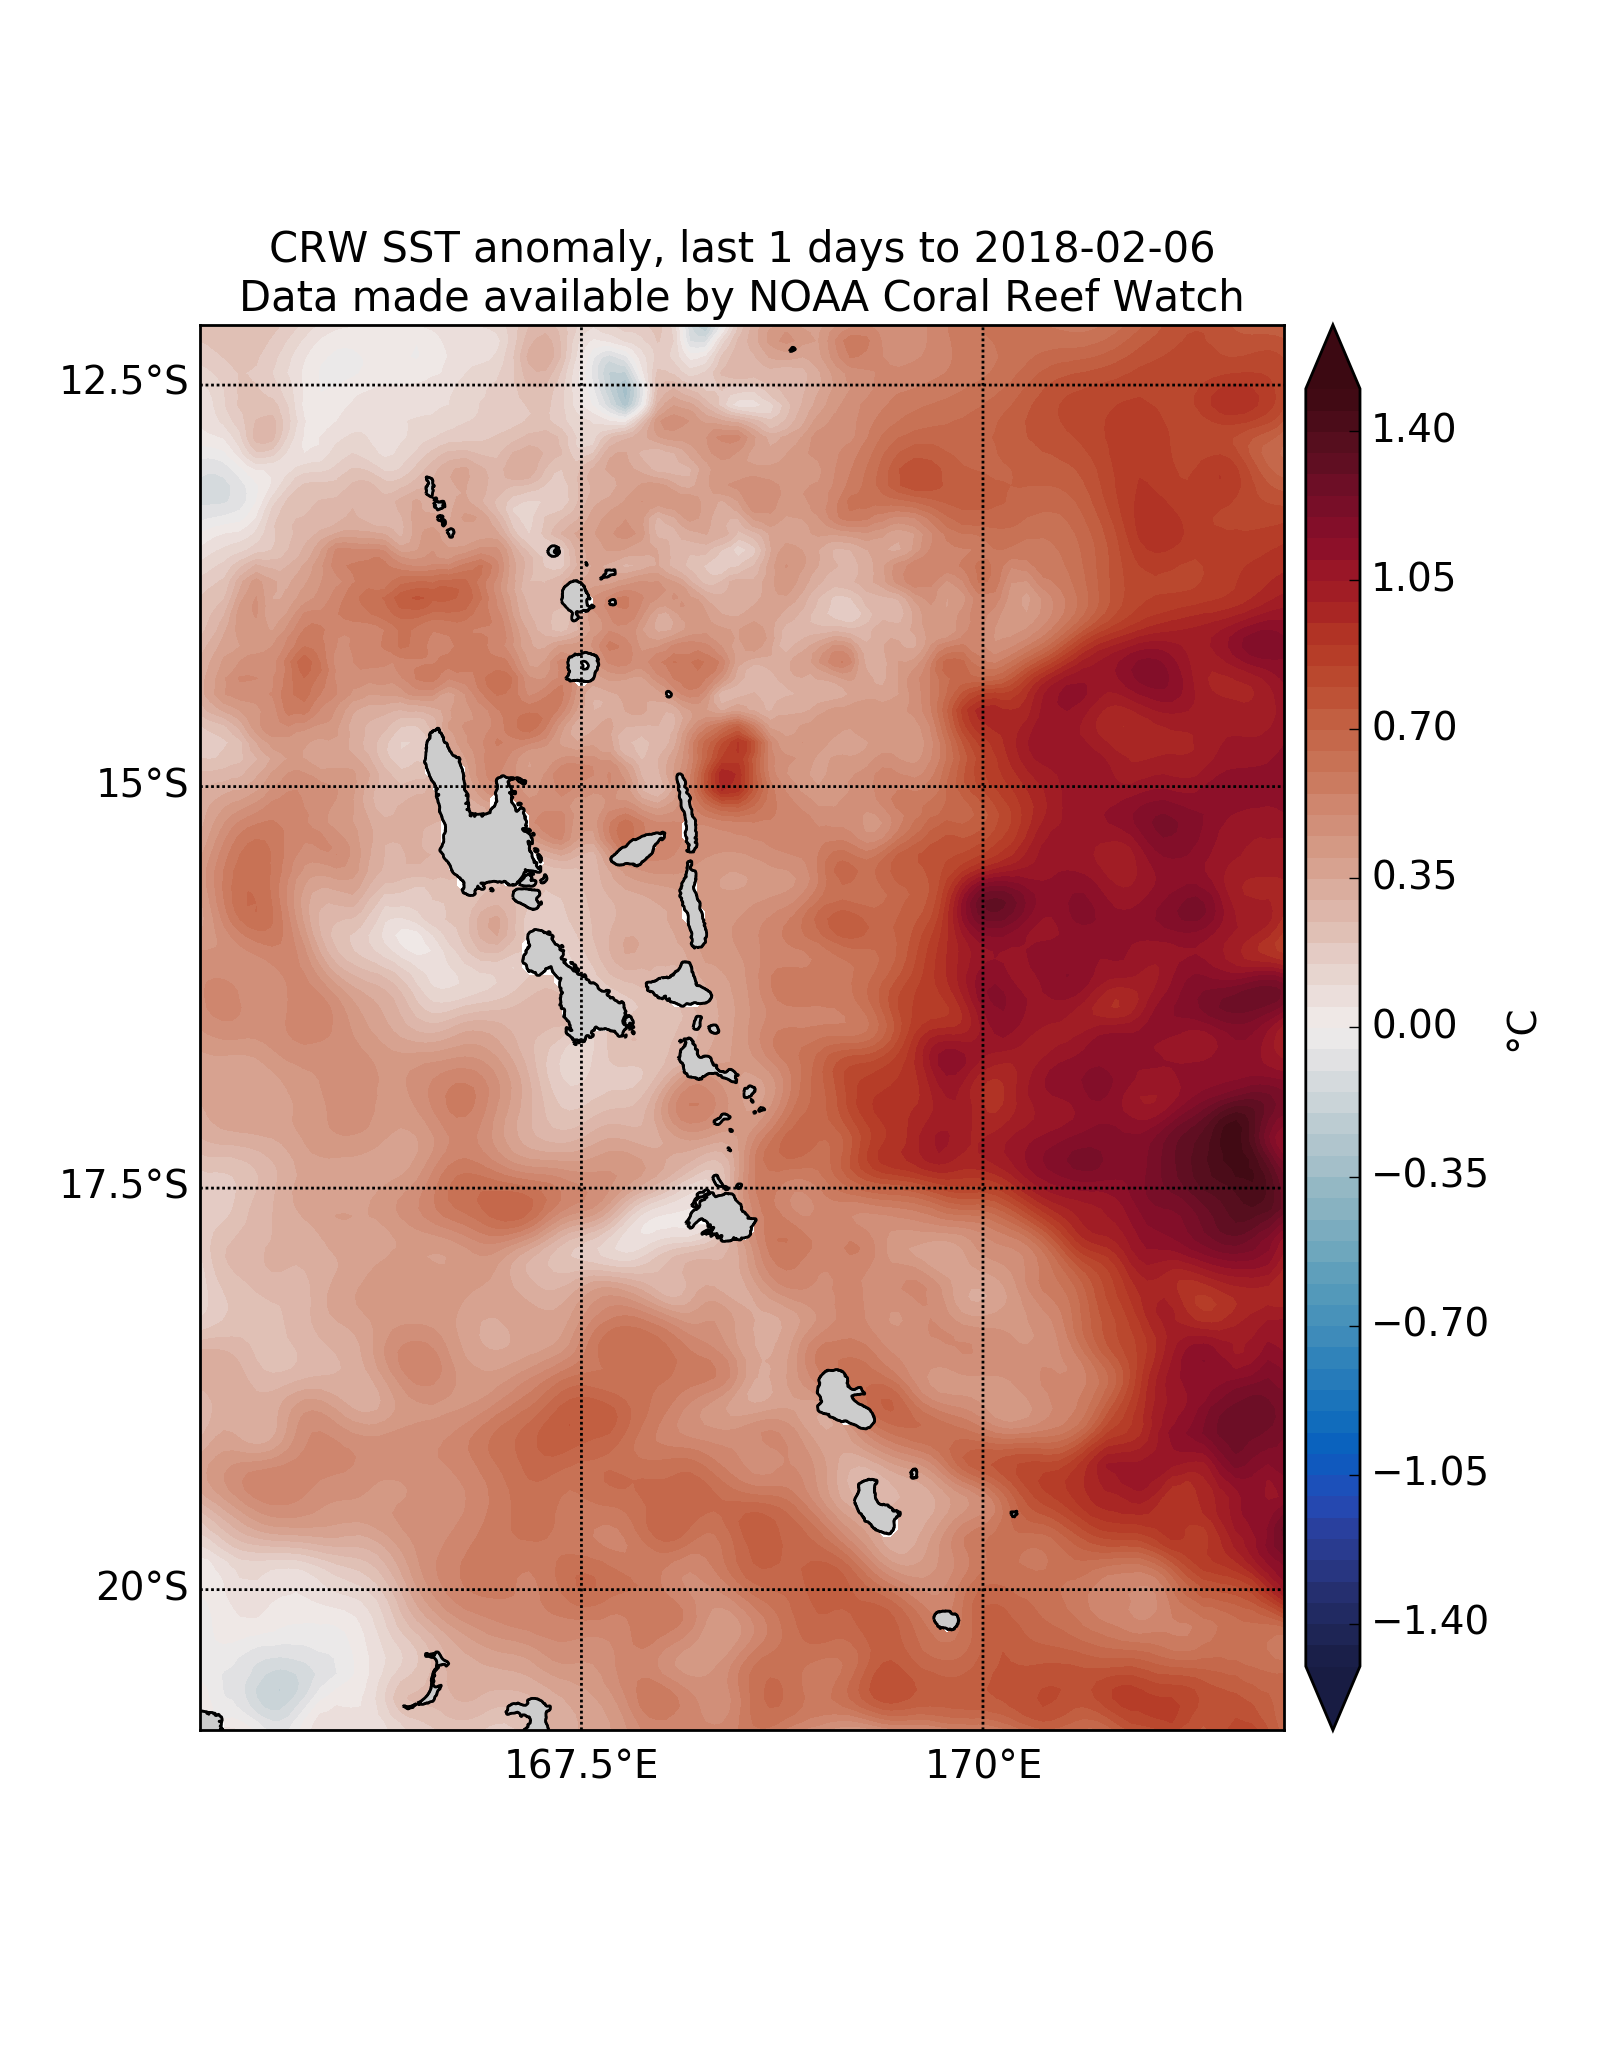 CRW SST anomaly, last 1 days to 2018-02-06
Data made available by NOAA Coral Reef Watch
12.5°S
15°S
17.5°S
20°S
167.5°E
170°E
1.40
1.05
0.70
0.35
0.00
−0.35
−0.70
−1.05
−1.40
°C